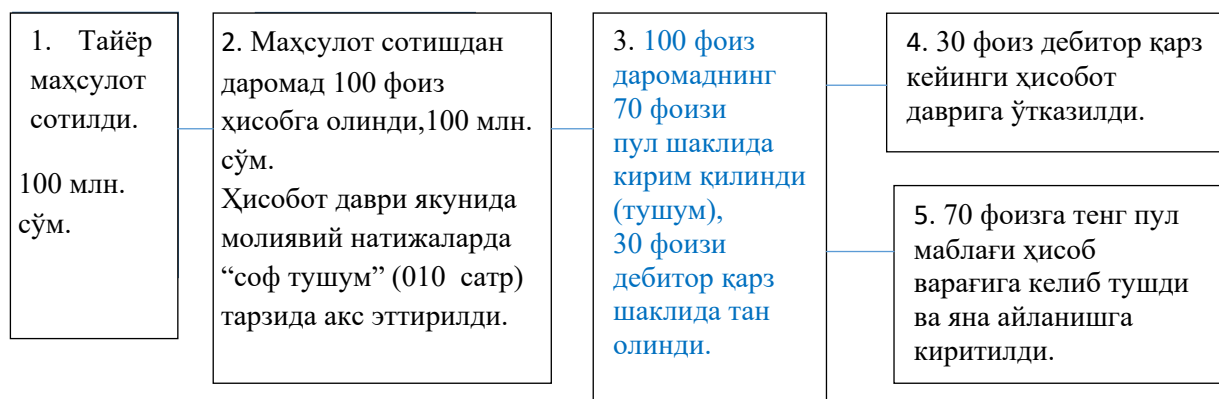 1. Тайёр
маҳсулот
сотилди.
100 млн.
сўм.
2. Маҳсулот сотишдан
даромад 100 фоиз
ҳисобга олинди,100 млн.
сўм.
Ҳисобот даври якунида
молиявий натижаларда
“соф тушум” (010 сатр)
тарзида акс эттирилди.
3. 100 фоиз
даромаднинг
70 фоизи
пул шаклида
кирим қилинди
(тушум),
30 фоизи
дебитор қарз
шаклида тан
олинди.
4. 30 фоиз дебитор қарз
кейинги ҳисобот
даврига ўтказилди.
5. 70 фоизга тенг пул
маблағи ҳисоб
варағига келиб тушди
ва яна айланишга
киритилди.